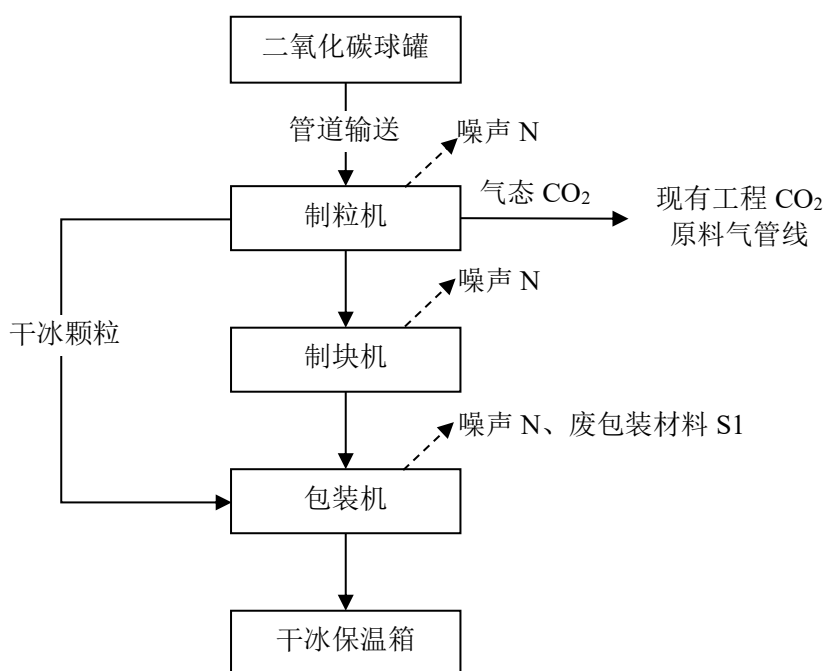 二氧化碳球罐
管道输送
噪声 N
制粒机
气态 CO₂
现有工程 CO₂
原料气管线
噪声 N
干冰颗粒
制块机
噪声 N、废包装材料 S1
包装机
干冰保温箱